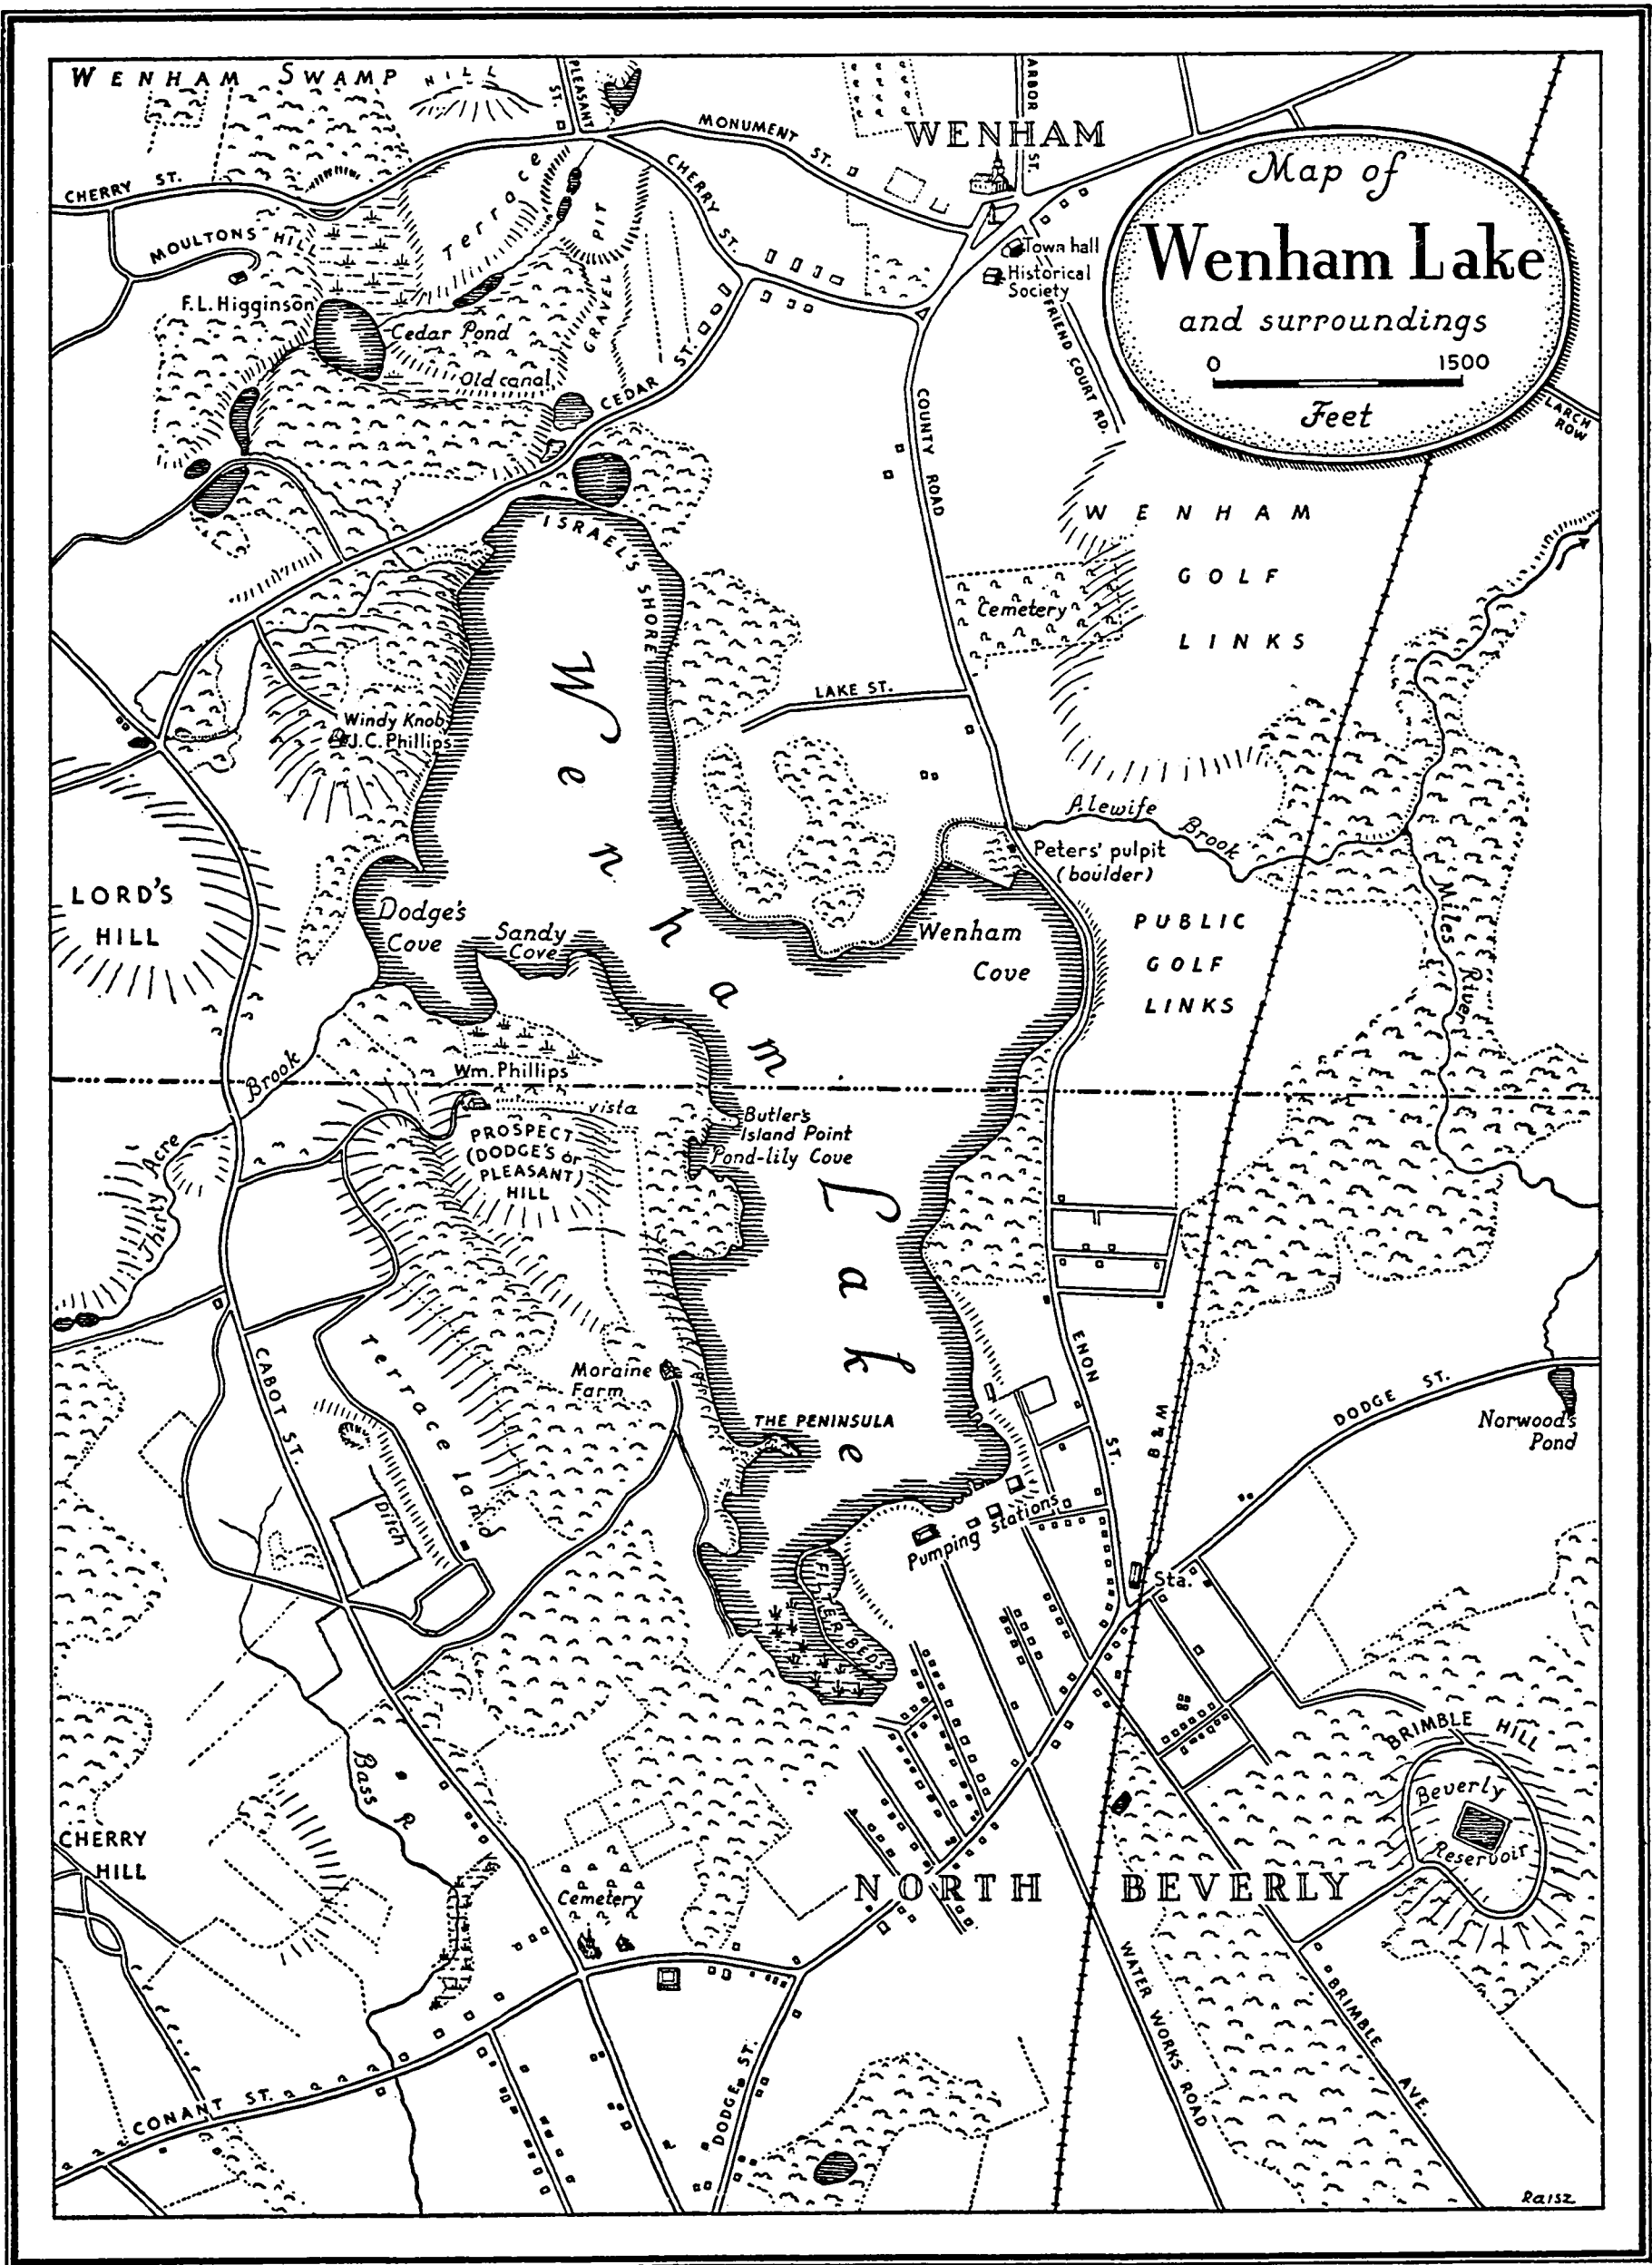 WENHAM SWAMP
HILL
PLEASANT
ST.
MONUMENT ST.
ARBOR
ST.
WENHAM
CHERRY ST.
CHERRY ST.
Terrace
GRAVEL PIT
MOULTONS HILL
F.L. Higginson
Cedar Pond
Old canal
CEDAR ST.
Town hall
Historical
Society
FRIEND COURT RD.
Map of
Wenham Lake
and surroundings
0 1500
Feet
LARCH
ROW
COUNTY ROAD
ISRAEL'S SHORE
WENHAM
GOLF
LINKS
Cemetery
LAKE ST.
Windy Knob
J.C. Phillips
Wenham Lake
Alewife Brook
Peters' pulpit
(boulder)
LORD'S
HILL
Dodge's
Cove
Sandy
Cove
Wenham
Cove
PUBLIC
GOLF
LINKS
Miles River
Brook
Wm. Phillips
vista
Butler's
Island Point
Pond-lily Cove
PROSPECT
(DODGE'S or
PLEASANT)
HILL
Thirty Acre
Terrace land
Moraine
Farm
THE PENINSULA
CABOT ST.
ENON ST.
B & M
DODGE ST.
Norwood's
Pond
Ditch
Pumping Stations
FILTER BEDS
Sta.
Bass R
BRIMBLE HILL
Beverly
Reservoir
CHERRY
HILL
Cemetery
NORTH BEVERLY
WATER WORKS ROAD
BRIMBLE AVE.
CONANT ST.
DODGE ST.
Raisz